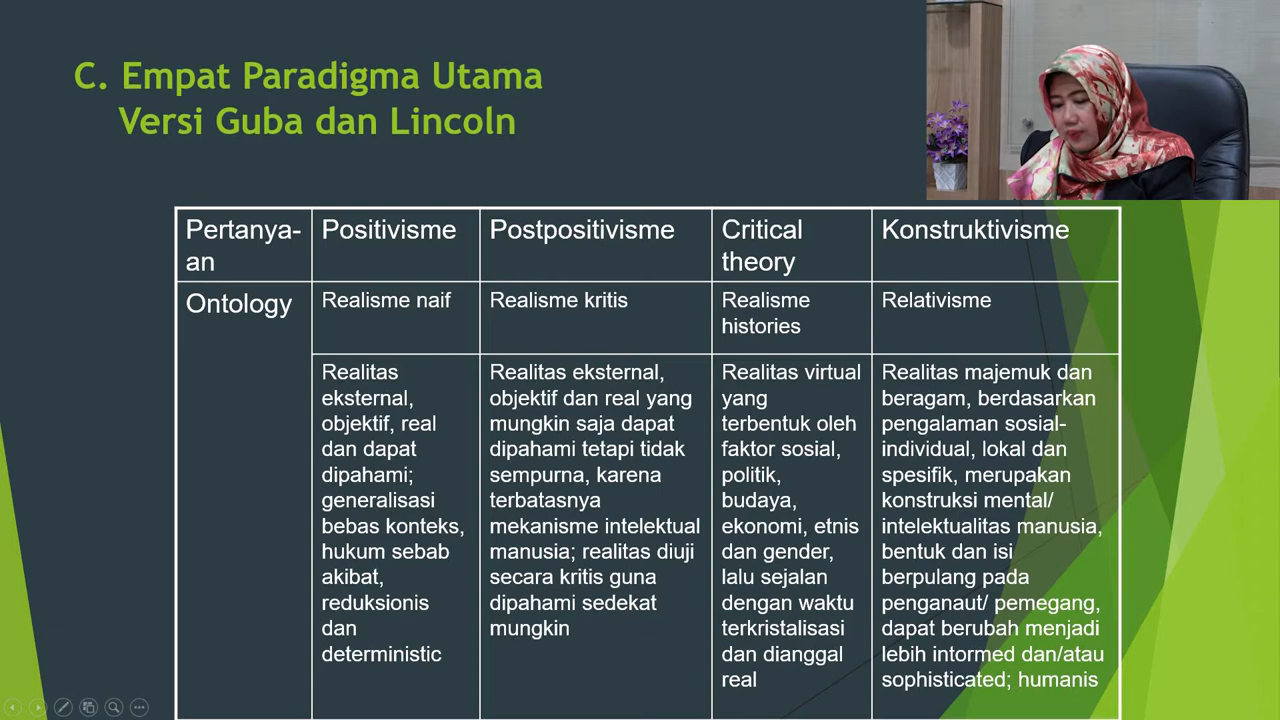 C. Empat Paradigma Utama
Versi Guba dan Lincoln
Pertanya-
an
Positivisme
Postpositivisme
Critical
theory
Konstruktivisme
Ontology
Realisme naif
Realisme kritis
Realisme
histories
Relativisme
Realitas
eksternal,
objektif, real
dan dapat
dipahami;
generalisasi
bebas konteks,
hukum sebab
akibat,
reduksionis
dan
deterministic
Realitas eksternal,
objektif dan real yang
mungkin saja dapat
dipahami tetapi tidak
sempurna, karena
terbatasnya
mekanisme intelektual
manusia; realitas diuji
secara kritis guna
dipahami sedekat
mungkin
Realitas virtual
yang
terbentuk oleh
faktor sosial,
politik,
budaya,
ekonomi, etnis
dan gender,
lalu sejalan
dengan waktu
terkristalisasi
dan dianggal
real
Realitas majemuk dan
beragam, berdasarkan
pengalaman sosial-
individual, lokal dan
spesifik, merupakan
konstruksi mental/
intelektualitas manusia,
bentuk dan isi
berpulang pada
penganut/ pemegang,
dapat berubah menjadi
lebih intormed dan/atau
sophisticated; humanis